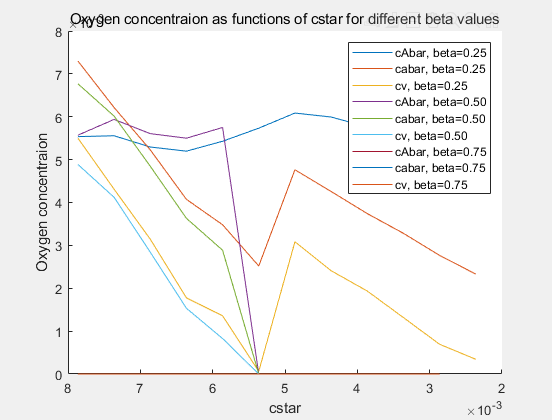 Oxygen concentraion as functions of cstar for different beta values
8
7
6
5
4
3
2
1
0
Oxygen concentraion
cAbar, beta=0.25
cabar, beta=0.25
cv, beta=0.25
cAbar, beta=0.50
cabar, beta=0.50
cv, beta=0.50
cAbar, beta=0.75
cabar, beta=0.75
cv, beta=0.75
8 7 6 5 4 3 2
cstar
×10⁻³